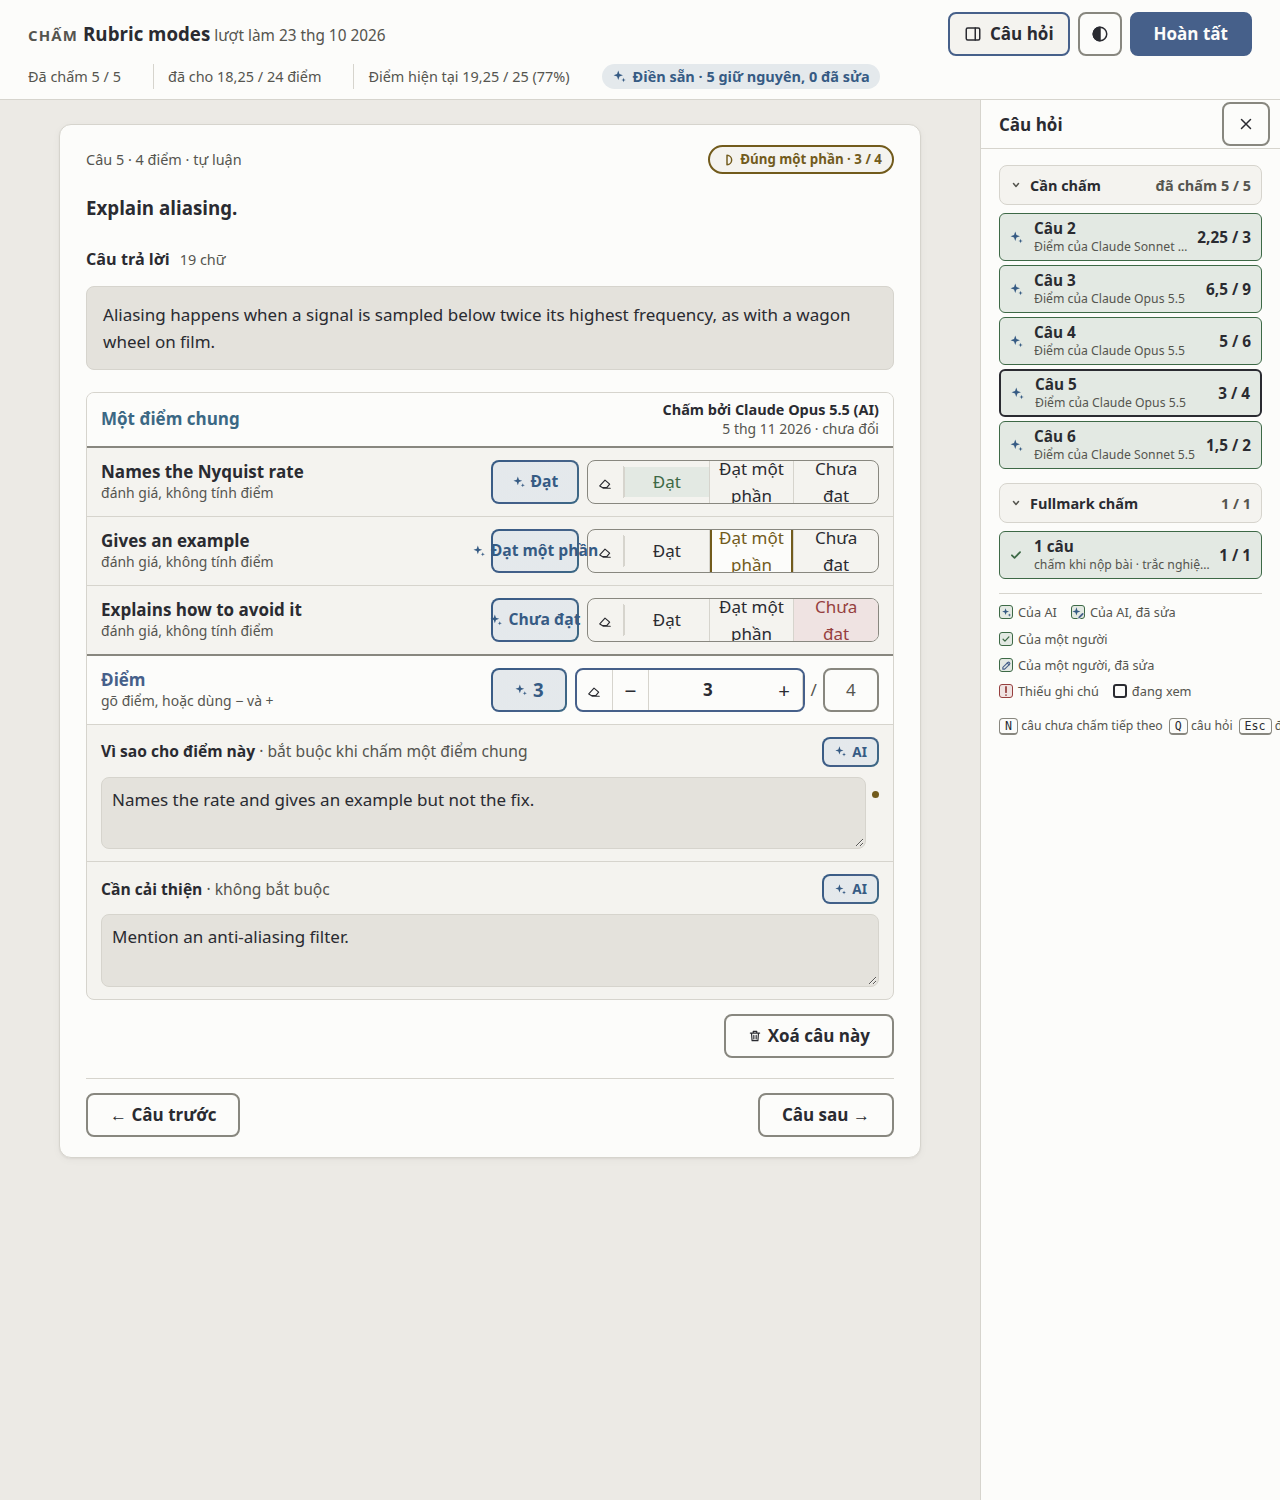 CHẤM Rubric modes lượt làm 23 thg 10 2026
Câu hỏi
Hoàn tất
Đã chấm 5 / 5
đã cho 18,25 / 24 điểm
Điểm hiện tại 19,25 / 25 (77%)
Điền sẵn · 5 giữ nguyên, 0 đã sửa
Câu 5 · 4 điểm · tự luận
Đúng một phần · 3 / 4
Explain aliasing.
Câu trả lời 19 chữ
Aliasing happens when a signal is sampled below twice its highest frequency, as with a wagon
wheel on film.
Một điểm chung
Chấm bởi Claude Opus 5.5 (AI)
5 thg 11 2026 · chưa đổi
Names the Nyquist rate
đánh giá, không tính điểm
Đạt
Đạt
Đạt một
phần
Chưa
đạt
Gives an example
đánh giá, không tính điểm
Đạt một phần
Đạt
Đạt một
phần
Chưa
đạt
Explains how to avoid it
đánh giá, không tính điểm
Chưa đạt
Đạt
Đạt một
phần
Chưa
đạt
Điểm
gõ điểm, hoặc dùng − và +
3
−
3
+
/
4
Vì sao cho điểm này · bắt buộc khi chấm một điểm chung
AI
Names the rate and gives an example but not the fix.
Cần cải thiện · không bắt buộc
AI
Mention an anti-aliasing filter.
Xoá câu này
← Câu trước
Câu sau →
Câu hỏi
Cần chấm
đã chấm 5 / 5
Câu 2
Điểm của Claude Sonnet ...
2,25 / 3
Câu 3
Điểm của Claude Opus 5.5
6,5 / 9
Câu 4
Điểm của Claude Opus 5.5
5 / 6
Câu 5
Điểm của Claude Opus 5.5
3 / 4
Câu 6
Điểm của Claude Sonnet 5.5
1,5 / 2
Fullmark chấm
1 / 1
1 câu
chấm khi nộp bài · trắc nghiệ...
1 / 1
Của AI
Của AI, đã sửa
Của một người
Của một người, đã sửa
Thiếu ghi chú
đang xem
N câu chưa chấm tiếp theo Q câu hỏi Esc